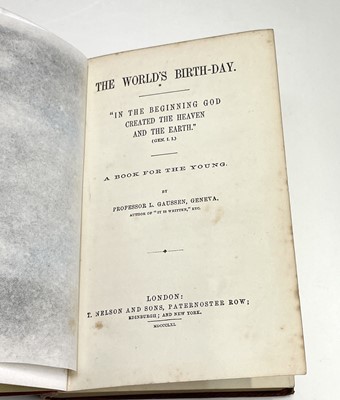 THE WORLD'S BIRTH-DAY.
"IN THE BEGINNING GOD
CREATED THE HEAVEN
AND THE EARTH."
(GEN. I. 1.)
A BOOK FOR THE YOUNG.
BY
PROFESSOR L. GAUSSEN, GENEVA,
AUTHOR OF "IT IS WRITTEN," ETC.
LONDON:
T. NELSON AND SONS, PATERNOSTER ROW;
EDINBURGH; AND NEW YORK.
MDCCCLXI.